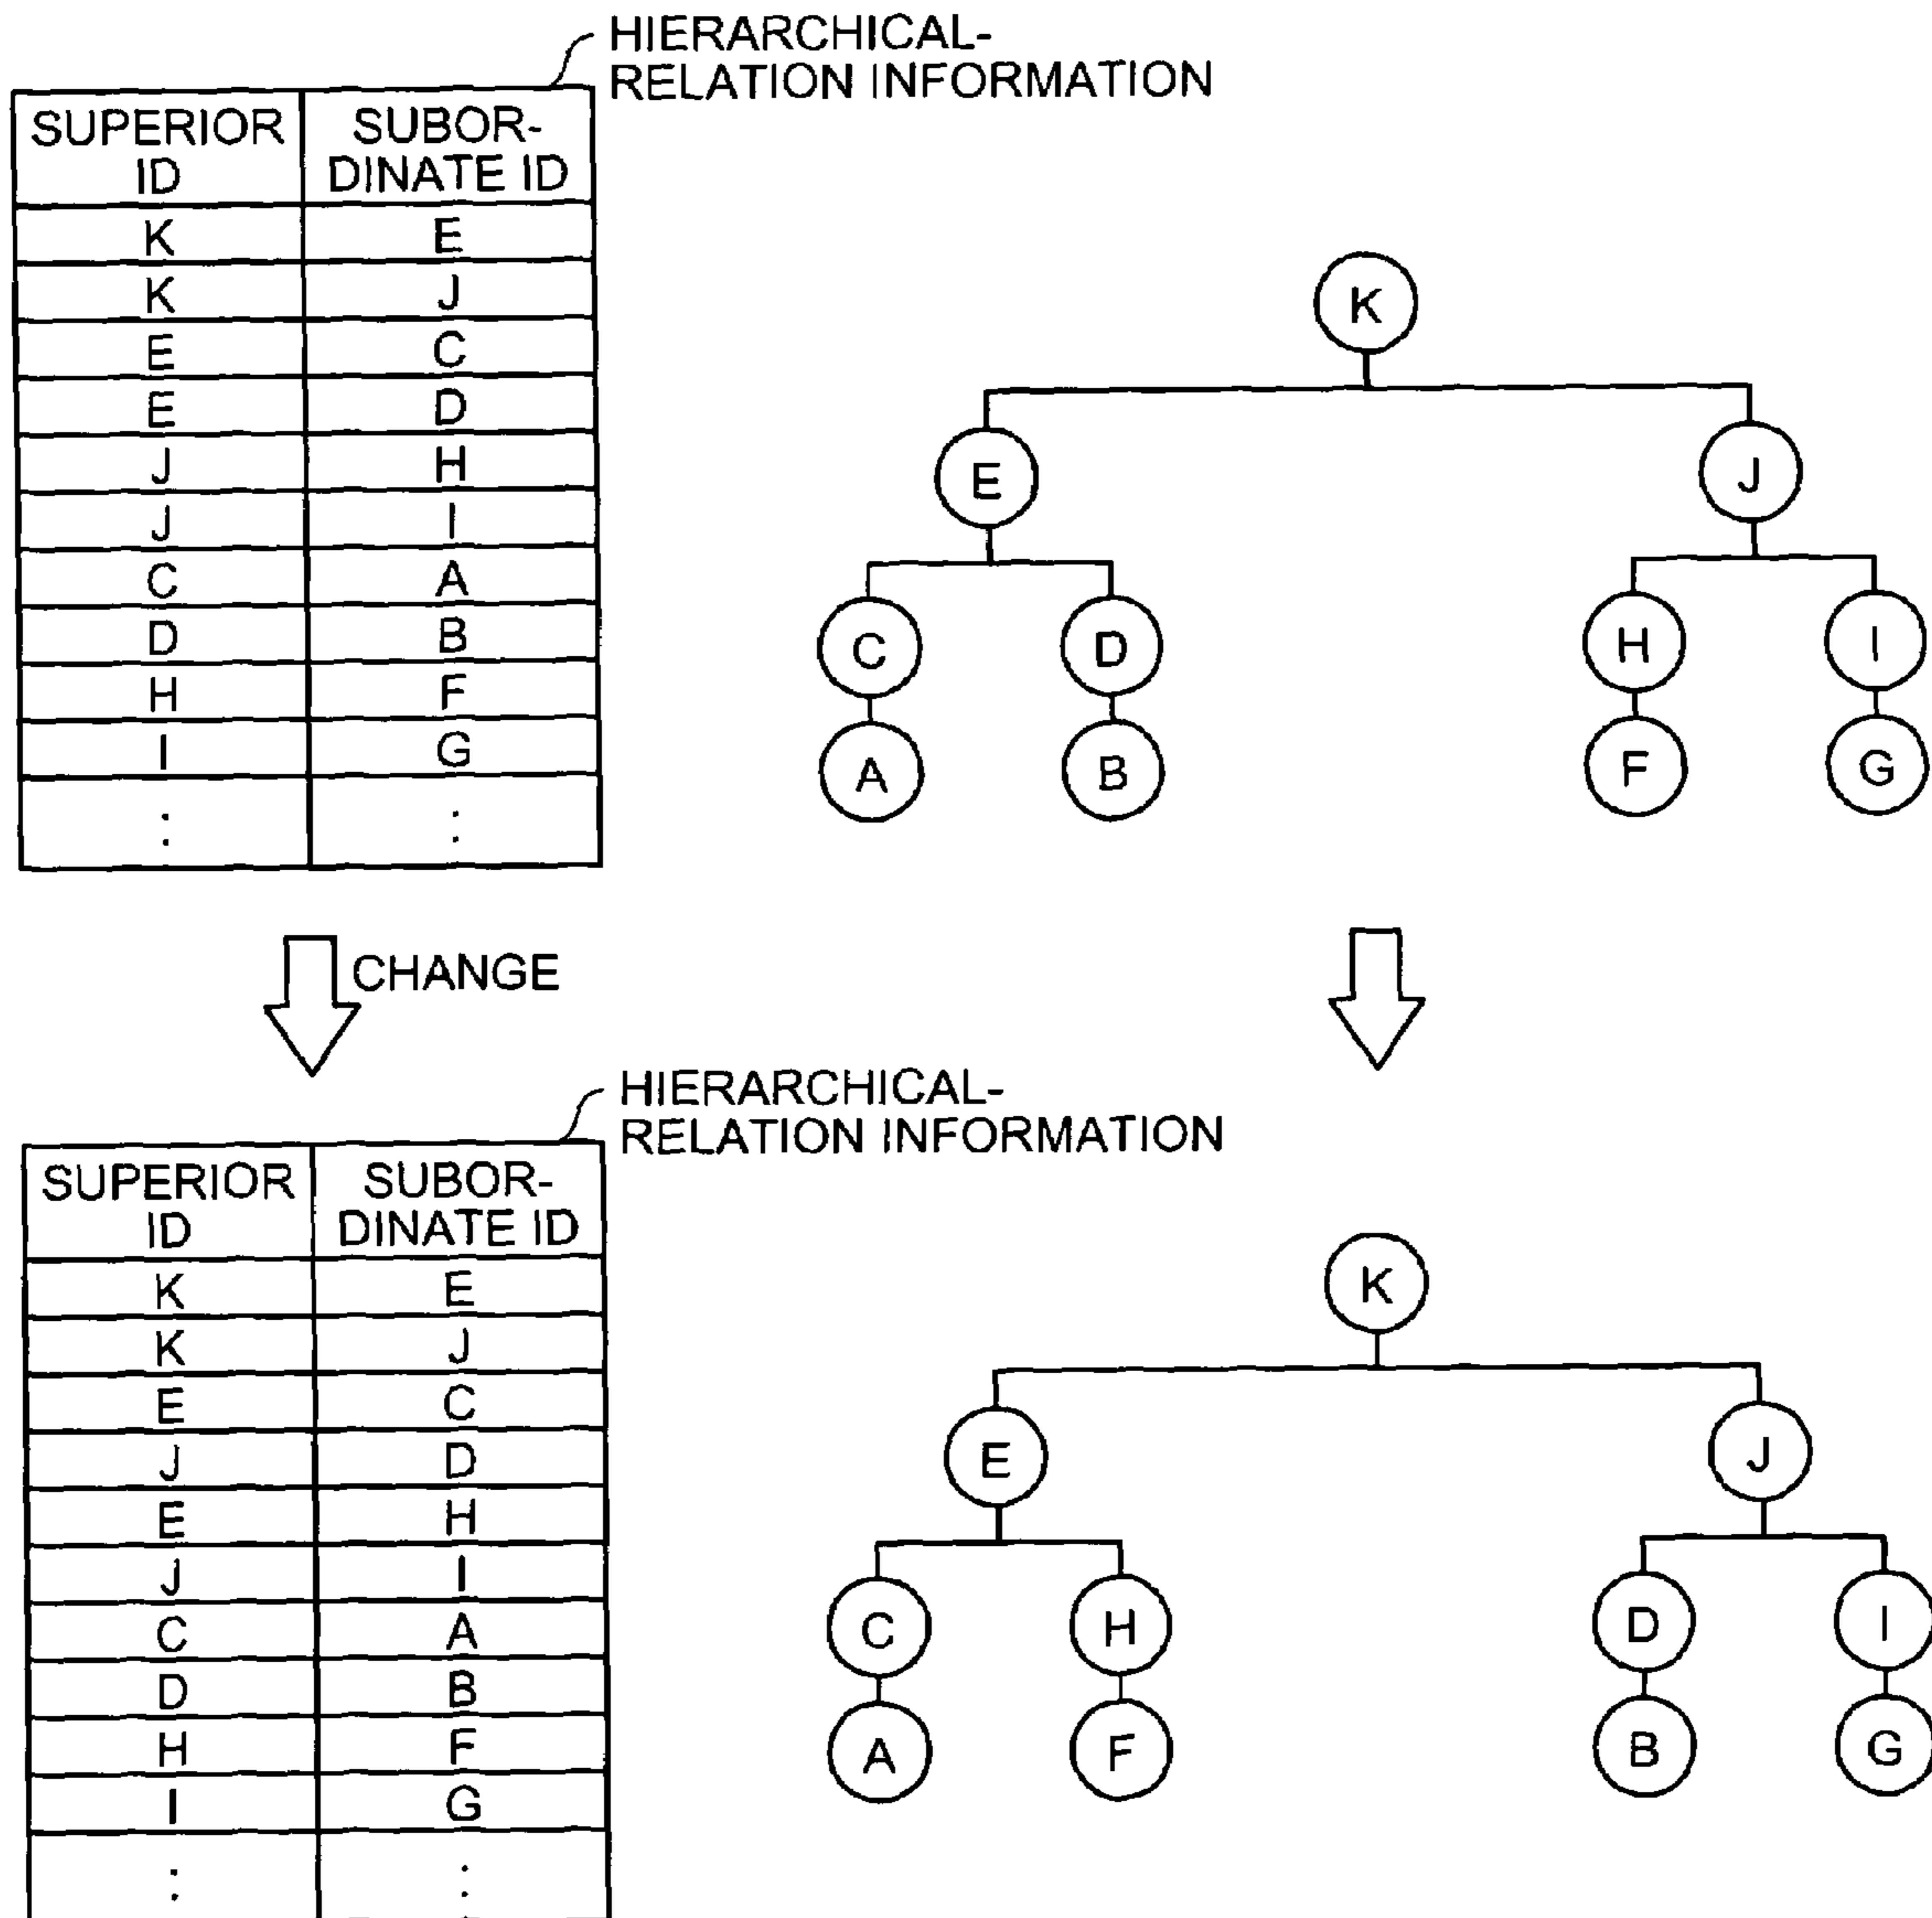 HIERARCHICAL-
RELATION INFORMATION
SUPERIOR ID SUBOR-
DINATE ID
K E
K J
E C
E D
J H
J I
C A
D B
H F
I G
: :
K
E J
C D H I
A B F G
CHANGE
HIERARCHICAL-
RELATION INFORMATION
SUPERIOR ID SUBOR-
DINATE ID
K E
K J
E C
J D
E H
J I
C A
D B
H F
I G
: :
K
E J
C H D I
A F B G